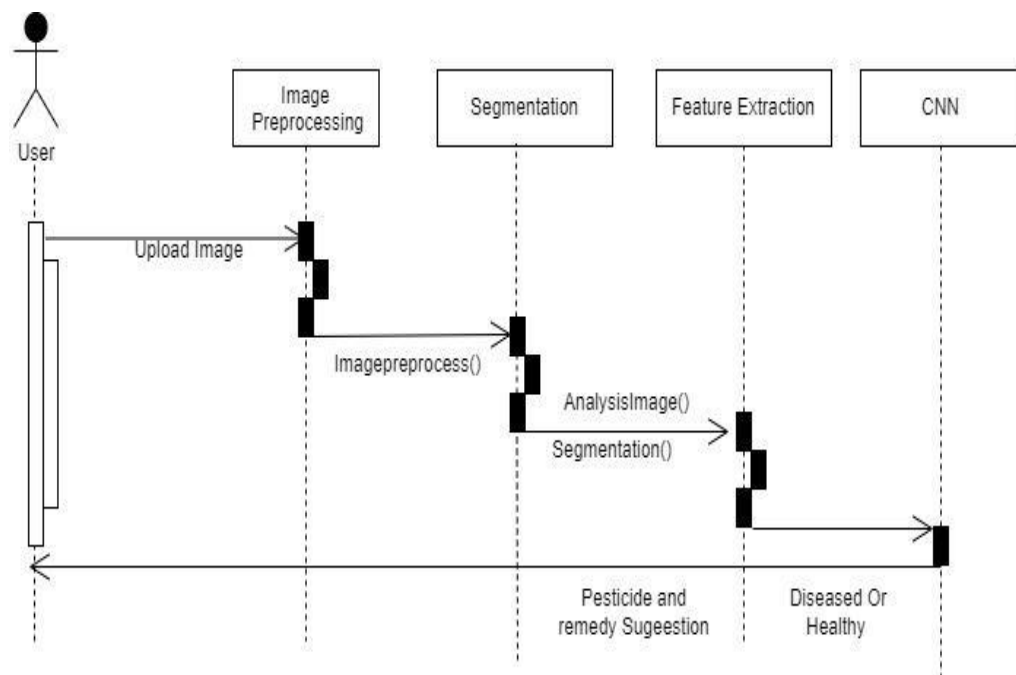 Image
Preprocessing
Segmentation
Feature Extraction
CNN
User
Upload Image
Imagepreprocess()
AnalysisImage()
Segmentation()
Pesticide and
remedy Sugeestion
Diseased Or
Healthy